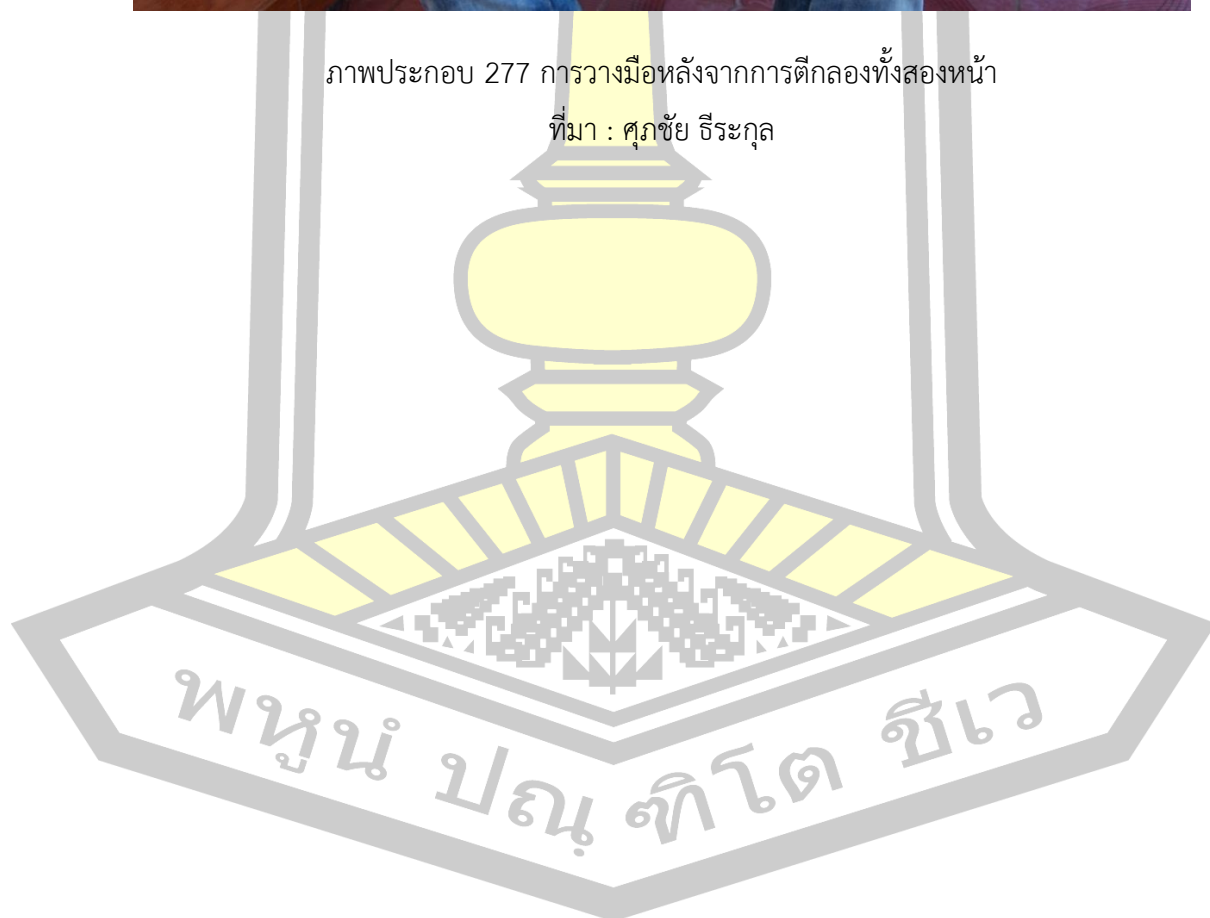 ภาพประกอบ 277 การวางมือหลังจากการตีกลองทั้งสองหน้า
ที่มา : ศุภชัย ธีระกุล
พหูนํ ปณฺฑิโต ชีเว